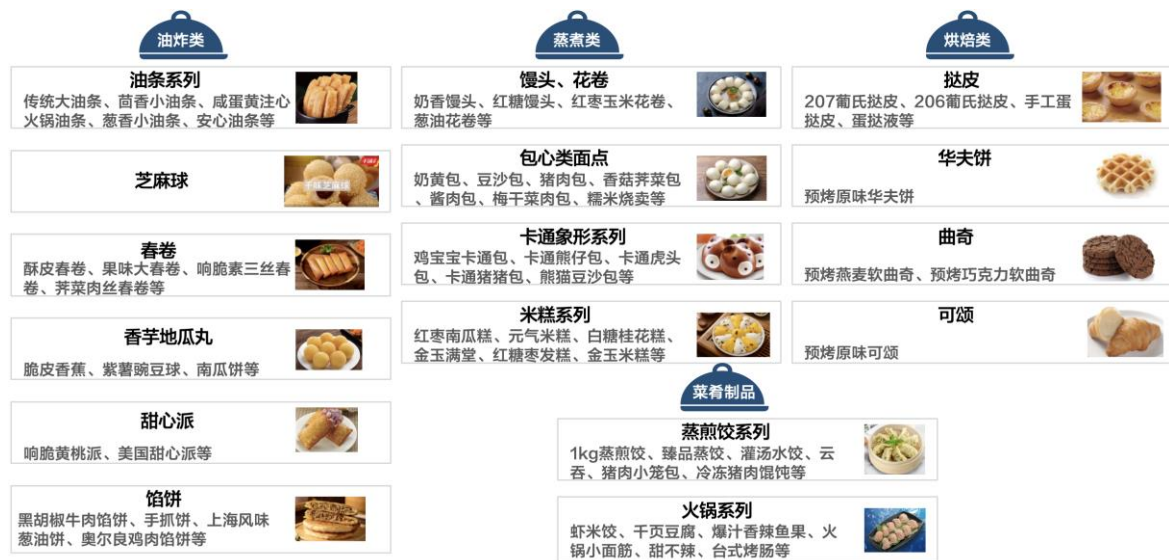 油炸类
油条系列
传统大油条、茴香小油条、咸蛋黄注心
火锅油条、葱香小油条、安心油条等
芝麻球
千味芝麻球
春卷
酥皮春卷、果味大春卷、响脆素三丝春
卷、荠菜肉丝春卷等
香芋地瓜丸
脆皮香蕉、紫薯豌豆球、南瓜饼等
甜心派
响脆黄桃派、美国甜心派等
馅饼
黑胡椒牛肉馅饼、手抓饼、上海风味
葱油饼、奥尔良鸡肉馅饼等
蒸煮类
馒头、花卷
奶香馒头、红糖馒头、红枣玉米花卷、
葱油花卷等
包心类面点
奶黄包、豆沙包、猪肉包、香菇荠菜包
、酱肉包、梅干菜肉包、糯米烧卖等
卡通象形系列
鸡宝宝卡通包、卡通熊仔包、卡通虎头
包、卡通猪猪包、熊猫豆沙包等
米糕系列
红枣南瓜糕、元气米糕、白糖桂花糕、
金玉满堂、红糖枣发糕、金玉米糕等
烘焙类
挞皮
207葡氏挞皮、206葡氏挞皮、手工蛋
挞皮、蛋挞液等
华夫饼
预烤原味华夫饼
曲奇
预烤燕麦软曲奇、预烤巧克力软曲奇
可颂
预烤原味可颂
菜肴制品
蒸煎饺系列
1kg蒸煎饺、臻品蒸饺、灌汤水饺、云
吞、猪肉小笼包、冷冻猪肉馄饨等
火锅系列
虾米饺、千页豆腐、爆汁香辣鱼果、火
锅小面筋、甜不辣、台式烤肠等